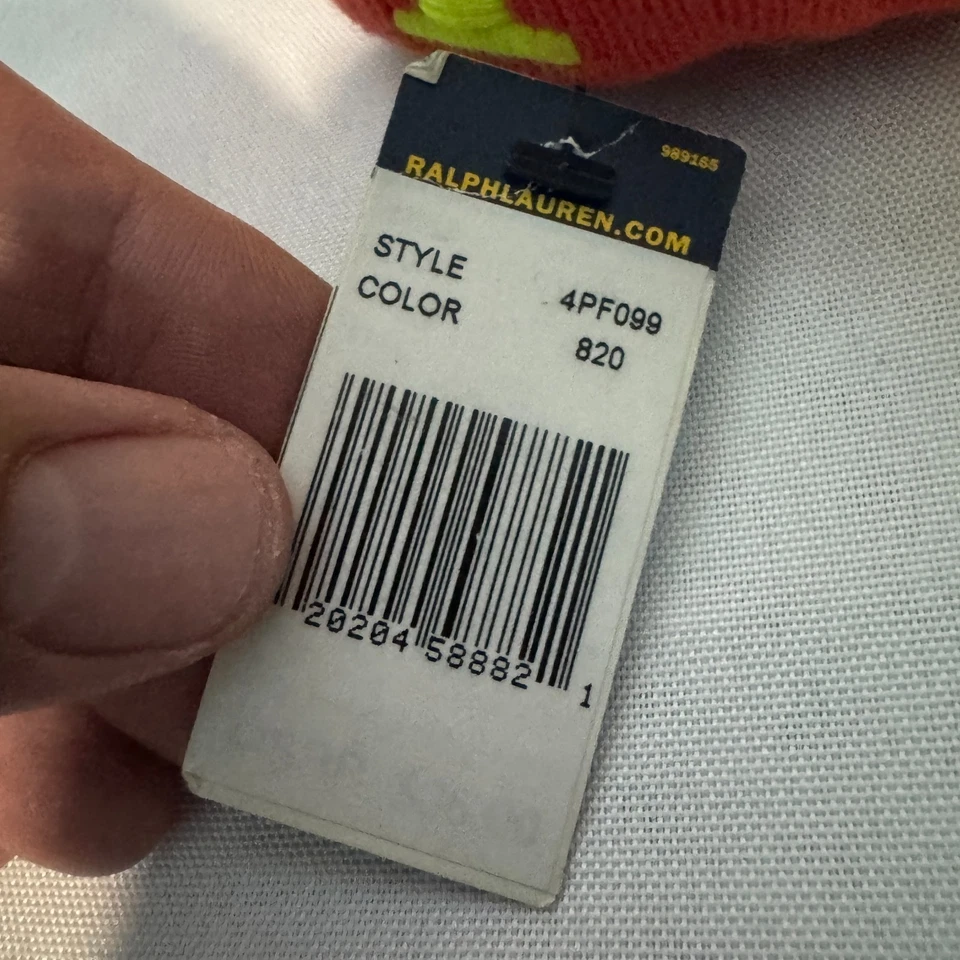 989165
RALPHLAUREN.COM
STYLE 4PF099
COLOR 820
20204 58882 1